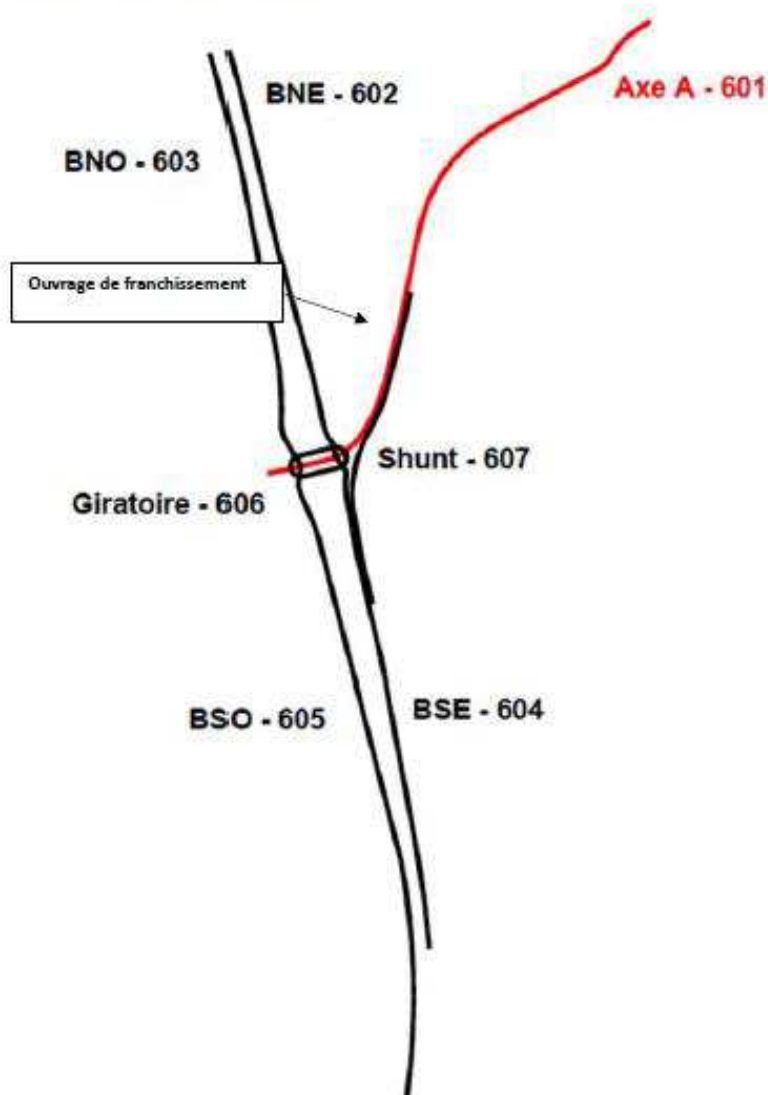 Axe A - 601
BNE - 602
BNO - 603
Ouvrage de franchissement
Shunt - 607
Giratoire - 606
BSO - 605
BSE - 604